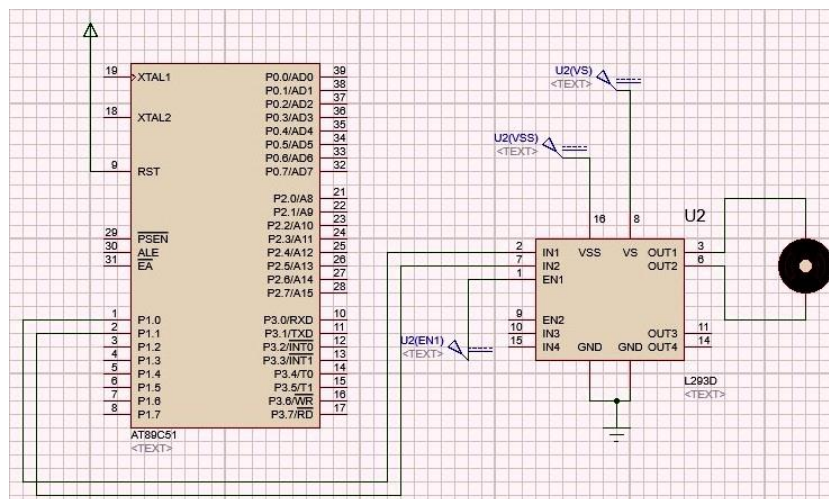 19 XTAL1
18 XTAL2
9 RST
29 PSEN
30 ALE
31 EA
1 P1.0
2 P1.1
3 P1.2
4 P1.3
5 P1.4
6 P1.5
7 P1.6
8 P1.7
P0.0/AD0 39
P0.1/AD1 38
P0.2/AD2 37
P0.3/AD3 36
P0.4/AD4 35
P0.5/AD5 34
P0.6/AD6 33
P0.7/AD7 32
P2.0/A8 21
P2.1/A9 22
P2.2/A10 23
P2.3/A11 24
P2.4/A12 25
P2.5/A13 26
P2.6/A14 27
P2.7/A15 28
P3.0/RXD 10
P3.1/TXD 11
P3.2/INT0 12
P3.3/INT1 13
P3.4/T0 14
P3.5/T1 15
P3.6/WR 16
P3.7/RD 17
AT89C51
<TEXT>
U2(VS)
<TEXT>
U2(VSS)
<TEXT>
U2(EN1)
<TEXT>
U2
16 8
VSS VS
2 IN1
7 IN2
1 EN1
9 EN2
10 IN3
15 IN4
OUT1 3
OUT2 6
OUT3 11
OUT4 14
GND GND
L293D
<TEXT>